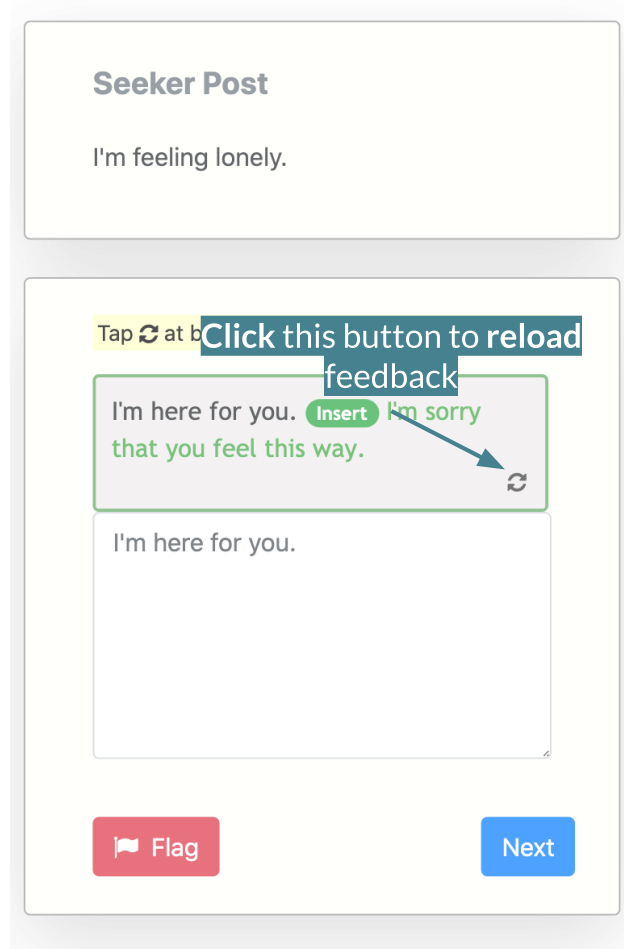 Seeker Post
I'm feeling lonely.
Tap at b
Click this button to reload
feedback
I'm here for you. Insert I'm sorry
that you feel this way.
I'm here for you.
Flag
Next